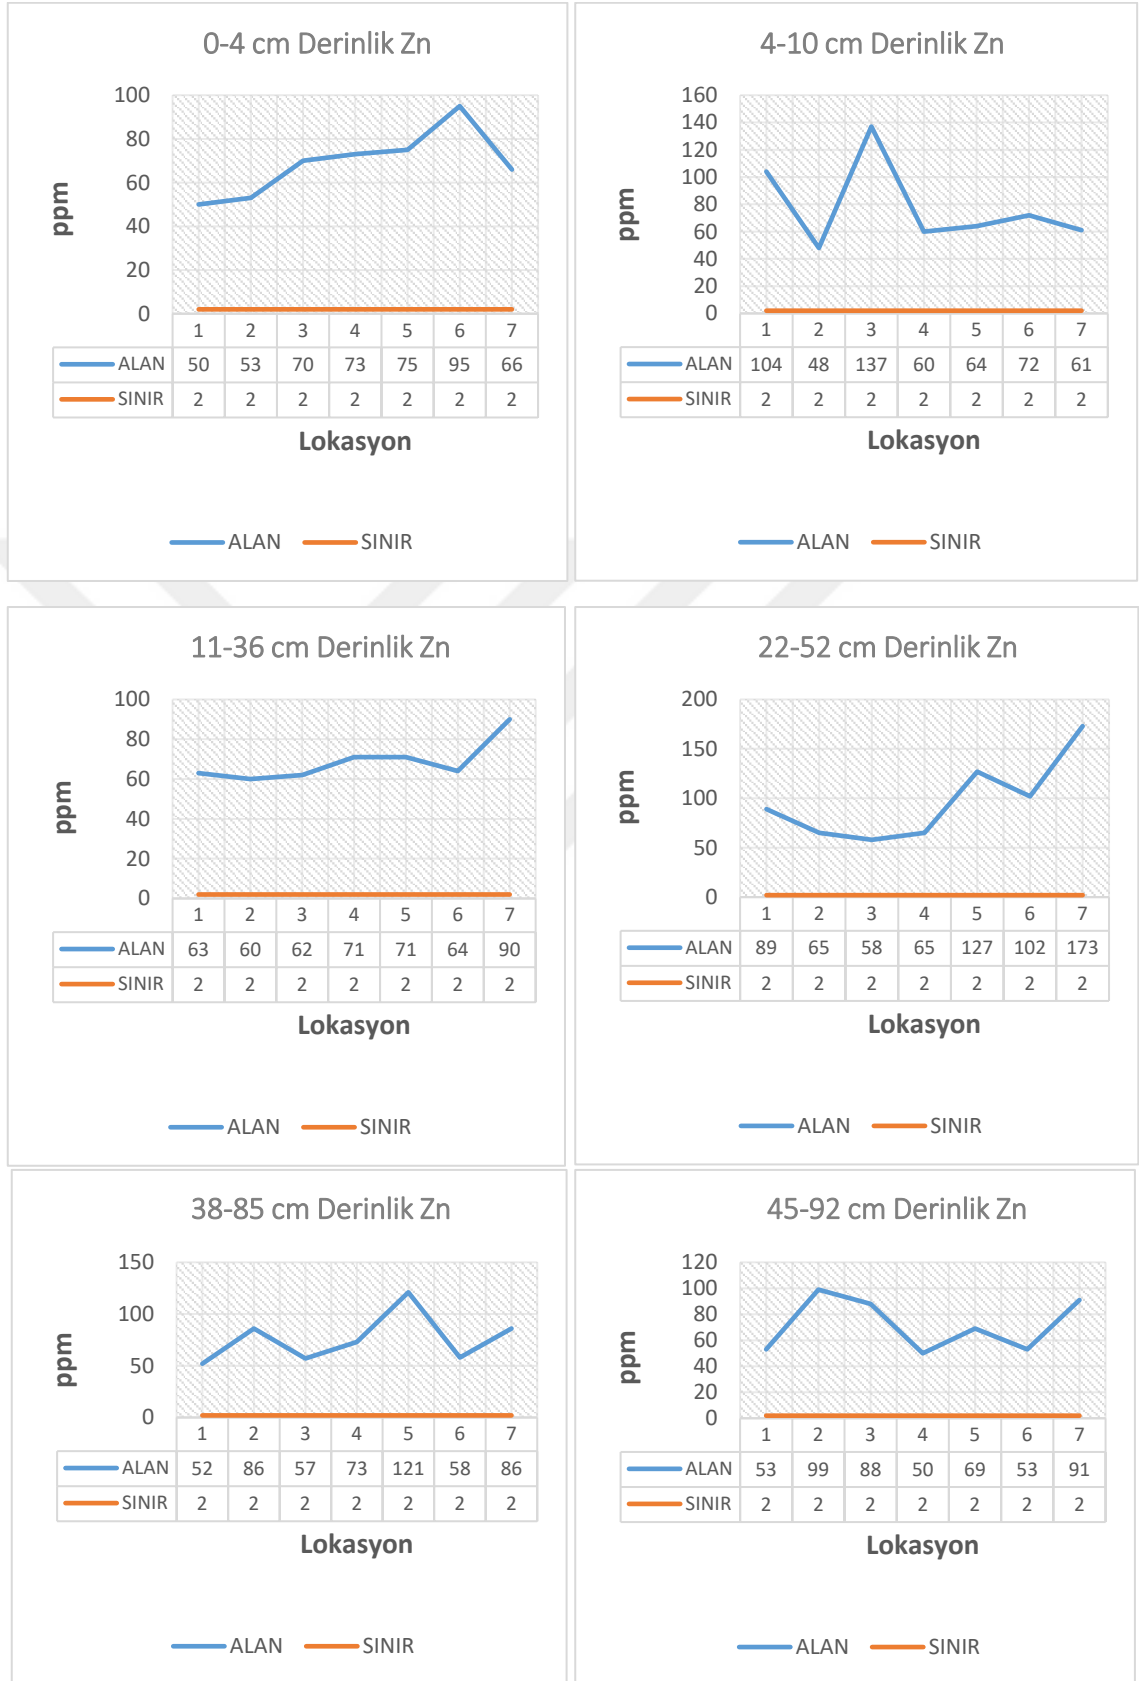 0-4 cm Derinlik Zn
100
80
60
40
20
0
ppm
1 2 3 4 5 6 7
ALAN 50 53 70 73 75 95 66
SINIR 2 2 2 2 2 2 2
Lokasyon
ALAN SINIR
4-10 cm Derinlik Zn
160
140
120
100
80
60
40
20
0
ppm
1 2 3 4 5 6 7
ALAN 104 48 137 60 64 72 61
SINIR 2 2 2 2 2 2 2
Lokasyon
ALAN SINIR
11-36 cm Derinlik Zn
100
80
60
40
20
0
ppm
1 2 3 4 5 6 7
ALAN 63 60 62 71 71 64 90
SINIR 2 2 2 2 2 2 2
Lokasyon
ALAN SINIR
22-52 cm Derinlik Zn
200
150
100
50
0
ppm
1 2 3 4 5 6 7
ALAN 89 65 58 65 127 102 173
SINIR 2 2 2 2 2 2 2
Lokasyon
ALAN SINIR
38-85 cm Derinlik Zn
150
100
50
0
ppm
1 2 3 4 5 6 7
ALAN 52 86 57 73 121 58 86
SINIR 2 2 2 2 2 2 2
Lokasyon
ALAN SINIR
45-92 cm Derinlik Zn
120
100
80
60
40
20
0
ppm
1 2 3 4 5 6 7
ALAN 53 99 88 50 69 53 91
SINIR 2 2 2 2 2 2 2
Lokasyon
ALAN SINIR